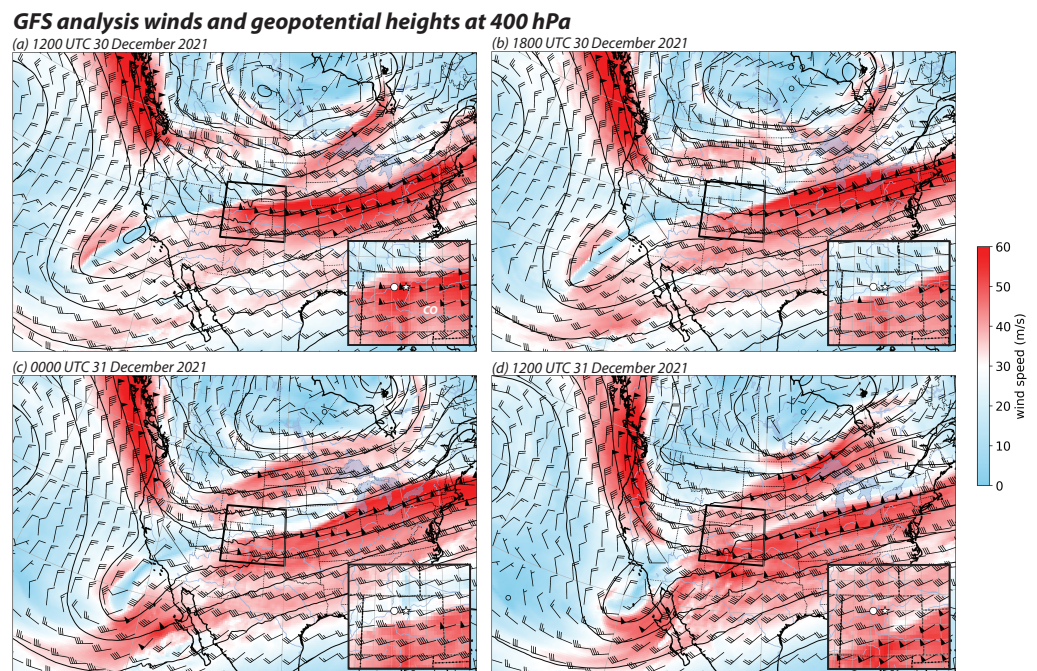 GFS analysis winds and geopotential heights at 400 hPa
(a) 1200 UTC 30 December 2021
(b) 1800 UTC 30 December 2021
CO
60
50
40
30
20
10
0
wind speed (m/s)
(c) 0000 UTC 31 December 2021
(d) 1200 UTC 31 December 2021